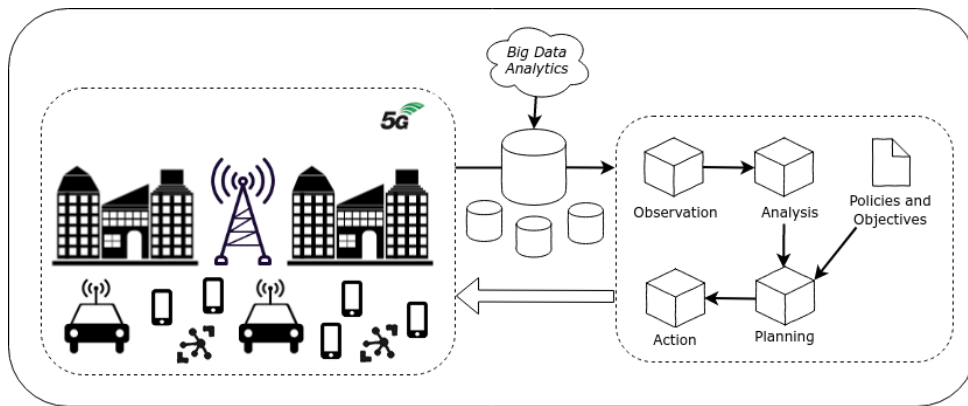 Big Data
Analytics
5G
Observation
Analysis
Policies and
Objectives
Action
Planning